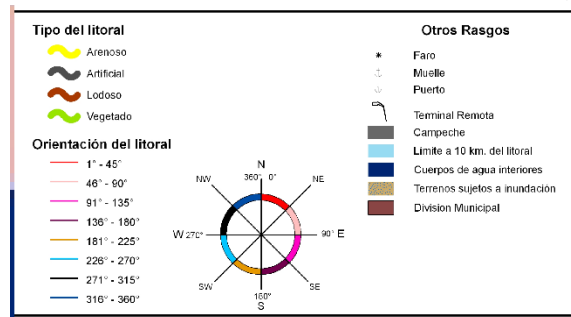 Tipo del litoral
Arenoso
Artificial
Lodoso
Vegetado
Orientación del litoral
1° - 45°
46° - 90°
91° - 135°
136° - 180°
181° - 225°
226° - 270°
271° - 315°
316° - 360°
N
360° 0°
NW
NE
W 270°
90° E
SW
SE
180°
S
Otros Rasgos
Faro
Muelle
Puerto
Terminal Remota
Campeche
Límite a 10 km. del litoral
Cuerpos de agua interiores
Terrenos sujetos a inundación
Division Municipal